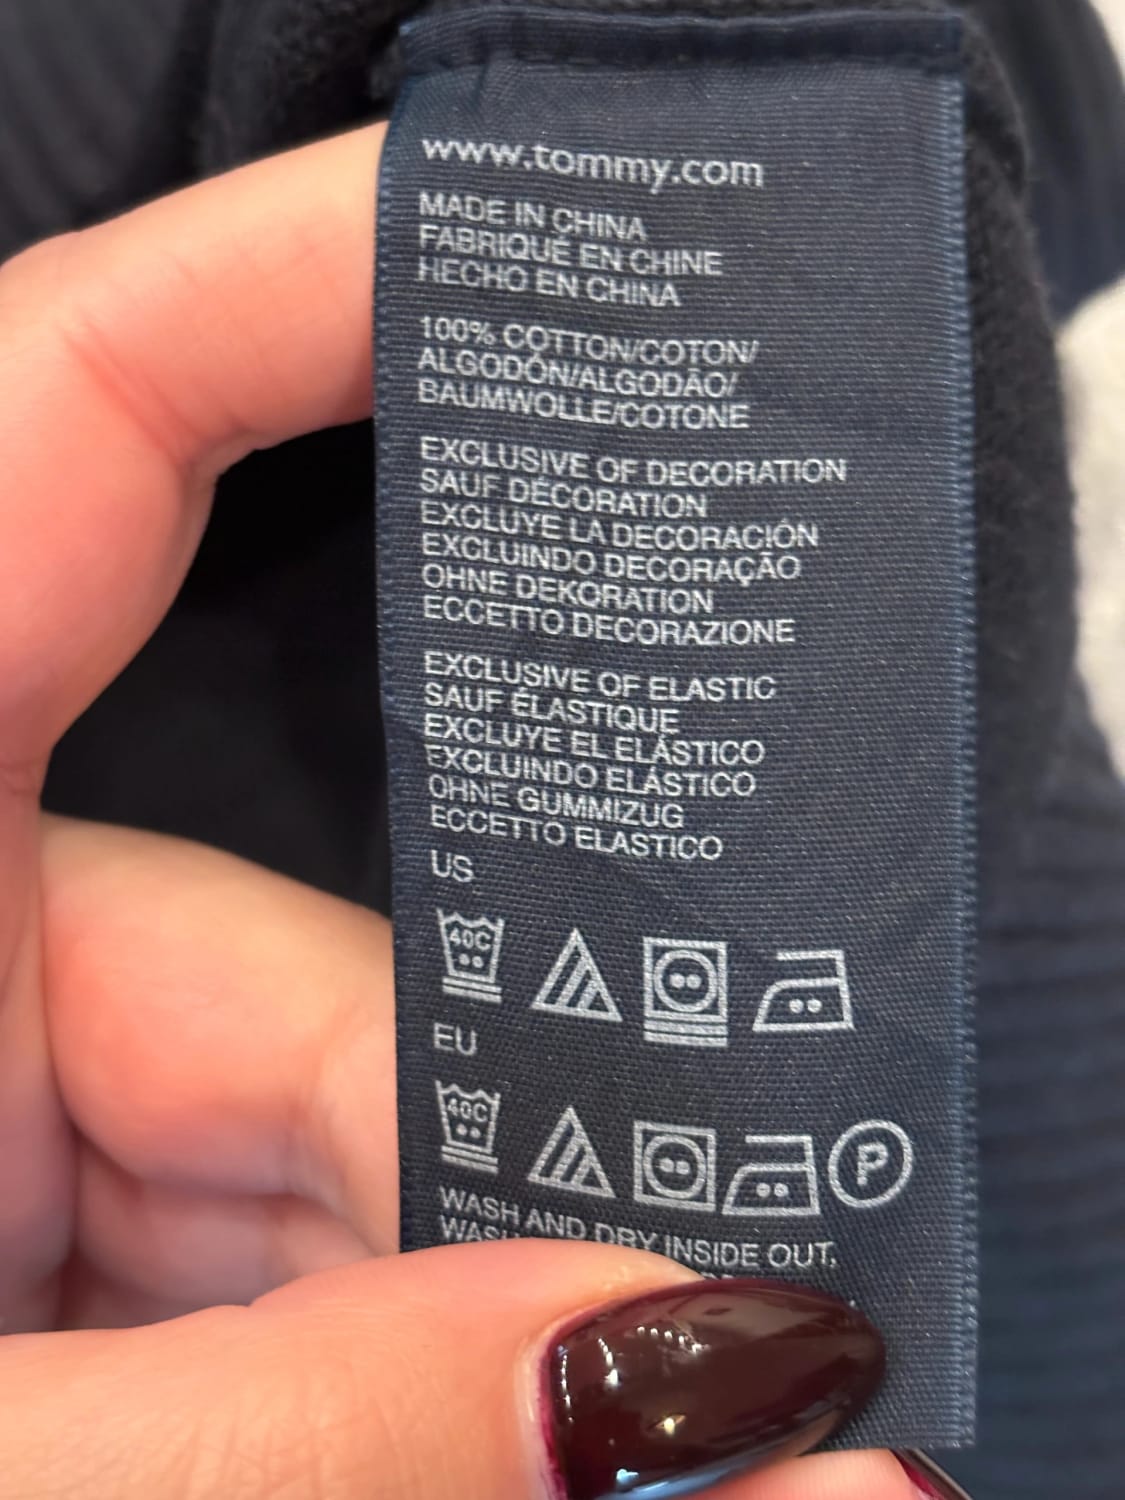 www.tommy.com
MADE IN CHINA
FABRIQUÉ EN CHINE
HECHO EN CHINA
100% COTTON/COTON/
ALGODÓN/ALGODÃO/
BAUMWOLLE/COTONE
EXCLUSIVE OF DECORATION
SAUF DÉCORATION
EXCLUYE LA DECORACIÓN
EXCLUINDO DECORAÇÃO
OHNE DEKORATION
ECCETTO DECORAZIONE
EXCLUSIVE OF ELASTIC
SAUF ÉLASTIQUE
EXCLUYE EL ELÁSTICO
EXCLUINDO ELÁSTICO
OHNE GUMMIZUG
ECCETTO ELASTICO
US
40C
EU
40C
P
WASH AND DRY INSIDE OUT.